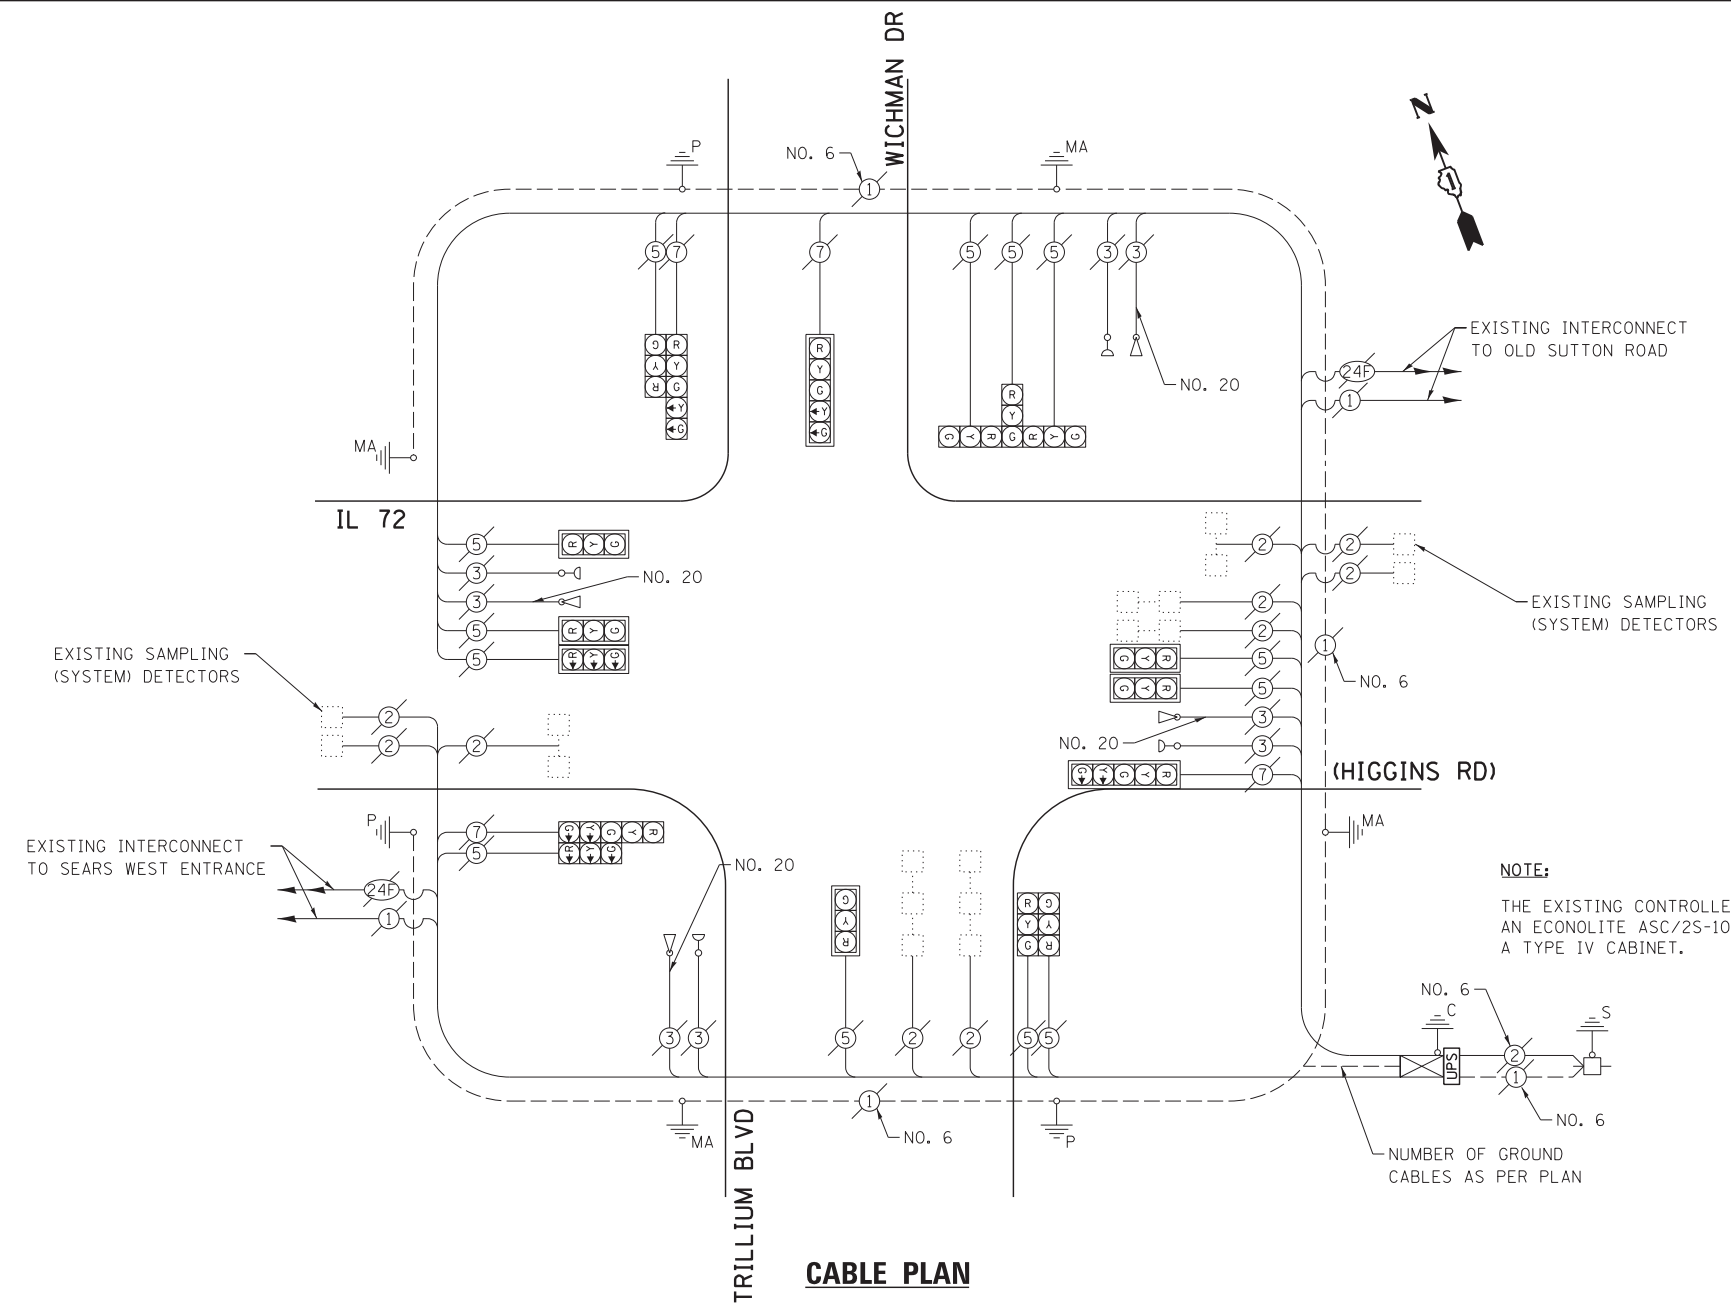 WICHMAN DR
N
1
P
NO. 6
1
MA
5 7 7 5 5 5 3 3
G R
Y Y
R G
Y
G
R
Y
G
Y
G
R
Y
G Y R G R Y G
NO. 20
EXISTING INTERCONNECT
TO OLD SUTTON ROAD
24F
1
MA
IL 72
5 R Y G
3
3
NO. 20
5 R Y G
5 R Y G
EXISTING SAMPLING
(SYSTEM) DETECTORS
2
2 2
2 2
2
2
2
EXISTING SAMPLING
(SYSTEM) DETECTORS
1
NO. 6
G Y R 5
G Y R 5
3
NO. 20
3
G Y G Y R 7
(HIGGINS RD)
P
MA
7 G Y G Y R
5 R Y G
EXISTING INTERCONNECT
TO SEARS WEST ENTRANCE
24F
1
NO. 20
G
Y
R
R G
Y Y
G R
3 3 5 2 2 5 5
NOTE:
THE EXISTING CONTROLLE
AN ECONOLITE ASC/2S-10
A TYPE IV CABINET.
NO. 6
C
S
UPS
2
1
NO. 6
1
NO. 6
MA
P
NUMBER OF GROUND
CABLES AS PER PLAN
TRILLIUM BLVD
CABLE PLAN